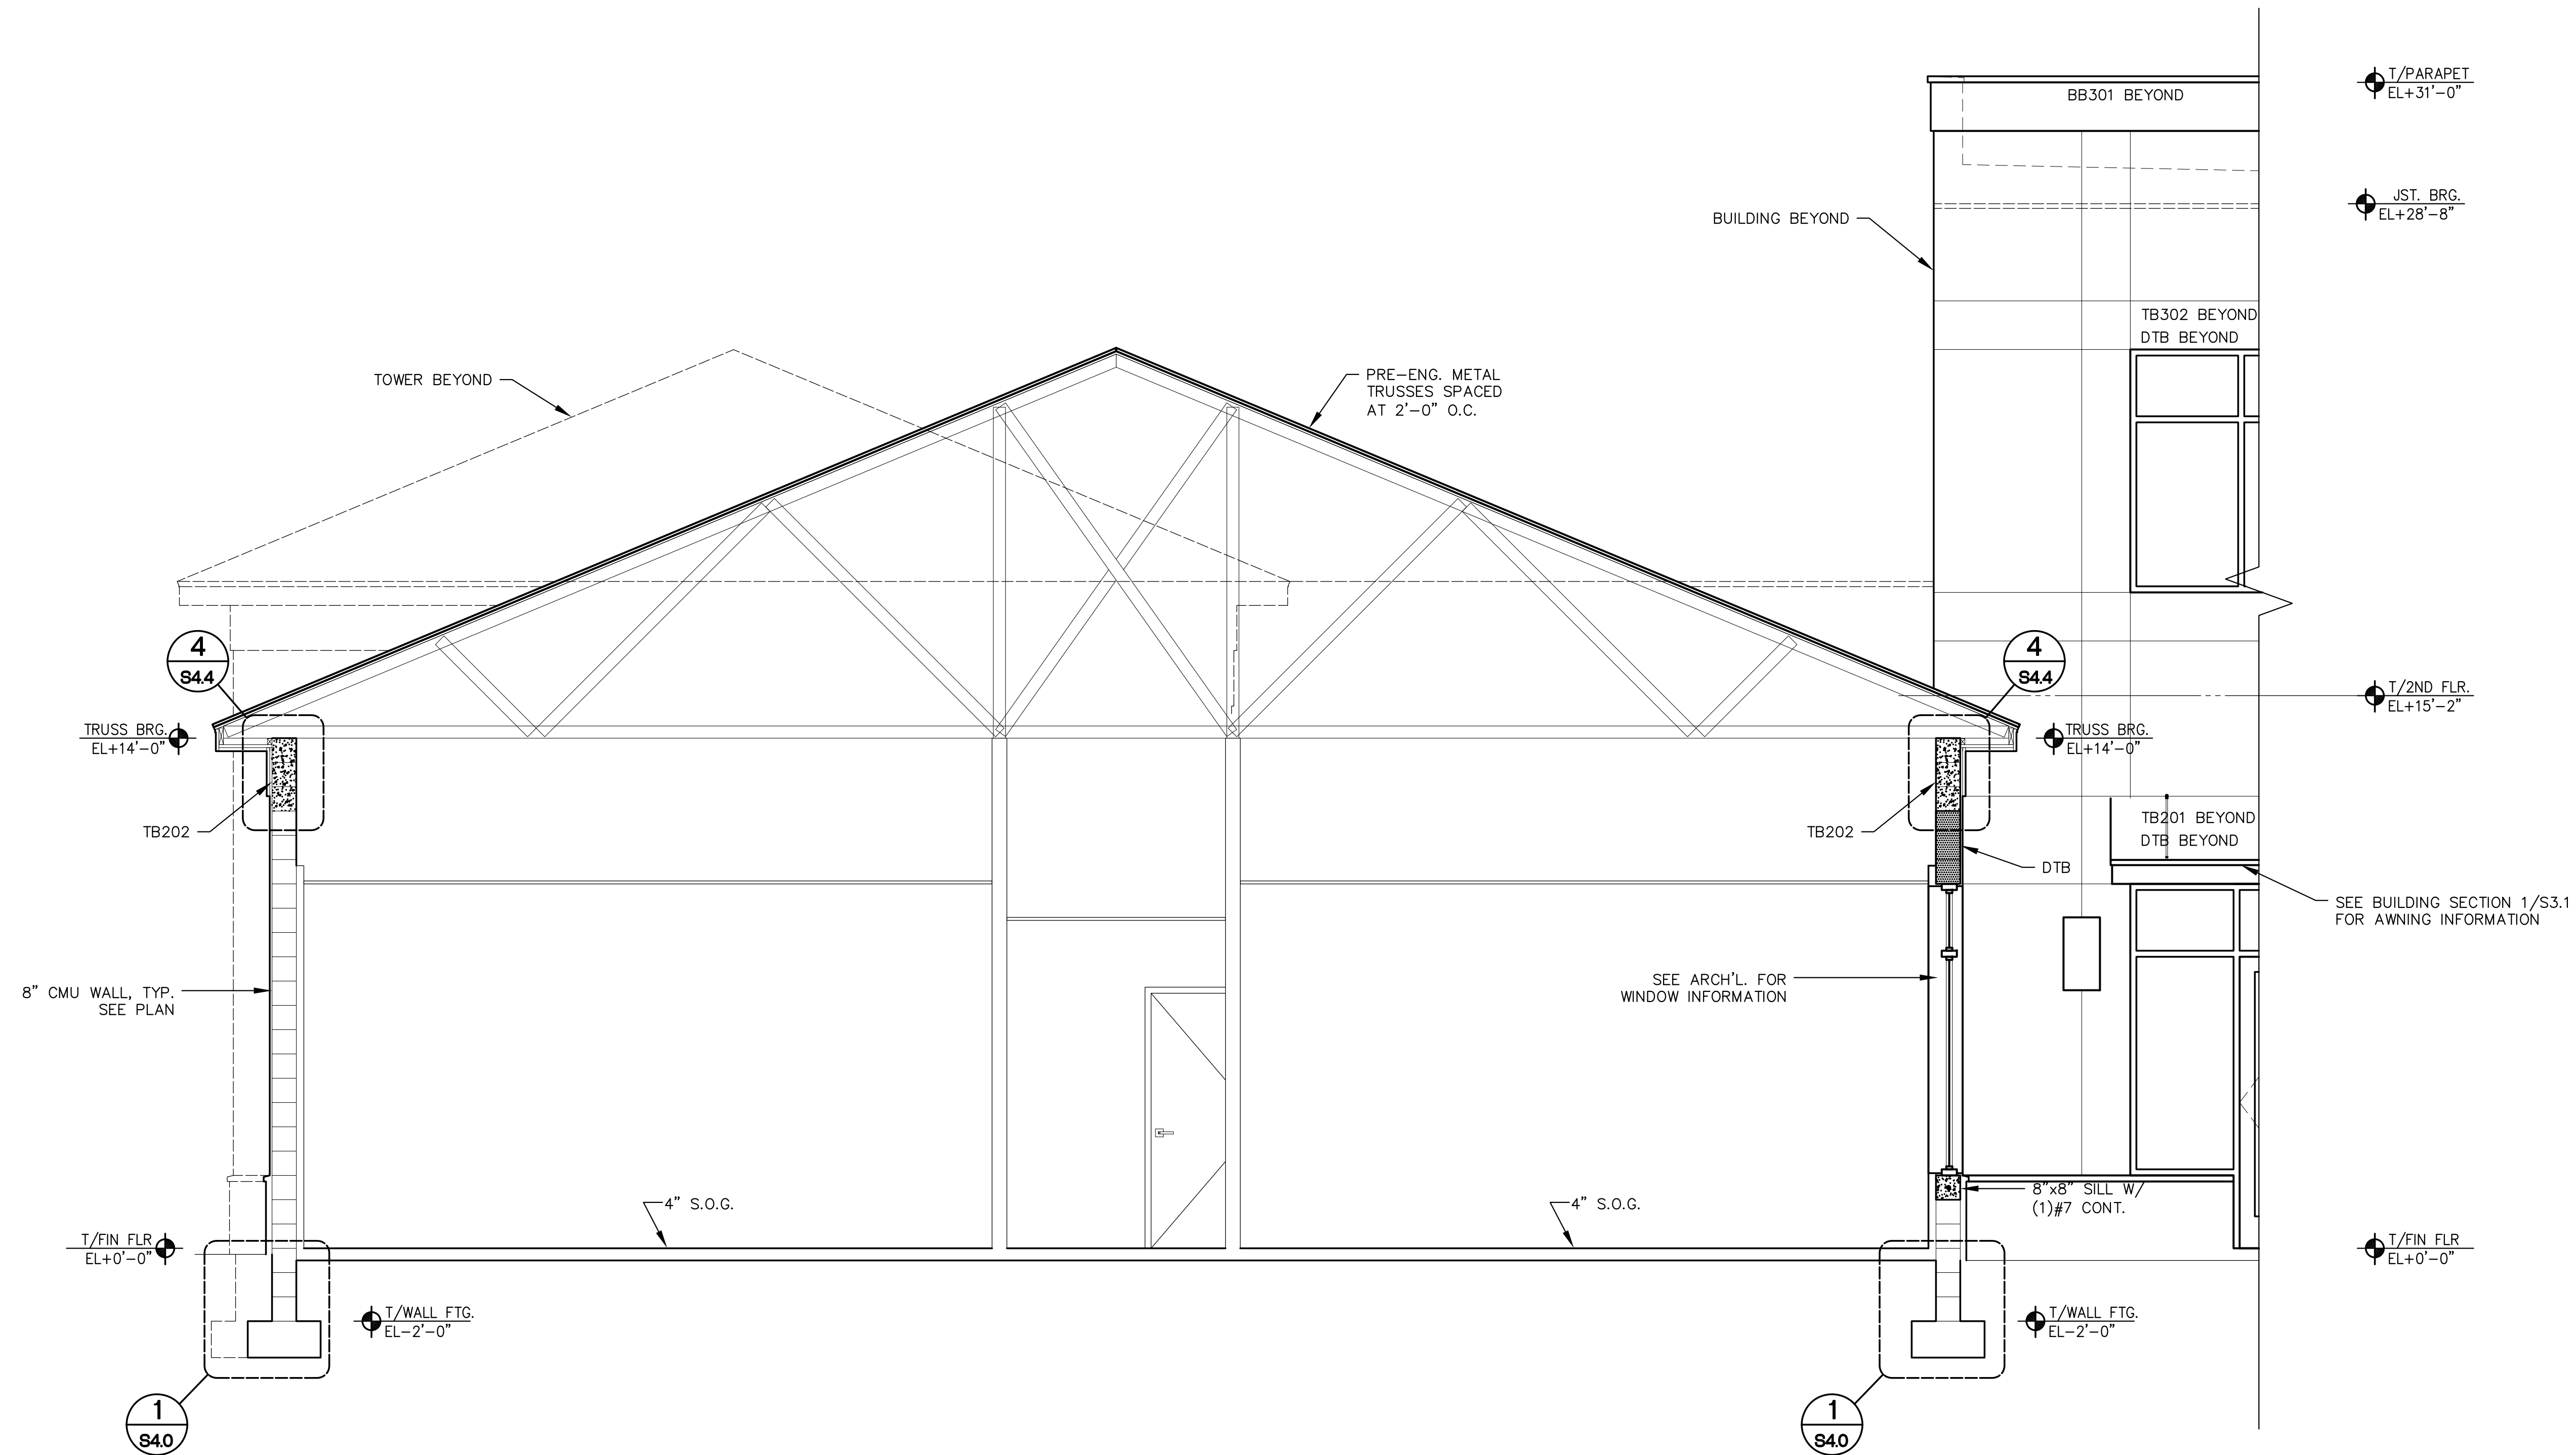 T/PARAPET
EL+31'-0"
BB301 BEYOND
JST. BRG.
EL+28'-8"
BUILDING BEYOND
TB302 BEYOND
DTB BEYOND
TOWER BEYOND
PRE-ENG. METAL
TRUSSES SPACED
AT 2'-0" O.C.
4
S4.4
4
S4.4
T/2ND FLR.
EL+15'-2"
TRUSS BRG.
EL+14'-0"
TRUSS BRG.
EL+14'-0"
TB202
TB202
TB201 BEYOND
DTB BEYOND
DTB
SEE BUILDING SECTION 1/S3.1
FOR AWNING INFORMATION
8" CMU WALL, TYP.
SEE PLAN
SEE ARCH'L. FOR
WINDOW INFORMATION
4" S.O.G.
4" S.O.G.
8"x8" SILL W/
(1)#7 CONT.
T/FIN FLR
EL+0'-0"
T/FIN FLR
EL+0'-0"
T/WALL FTG.
EL-2'-0"
T/WALL FTG.
EL-2'-0"
1
S4.0
1
S4.0